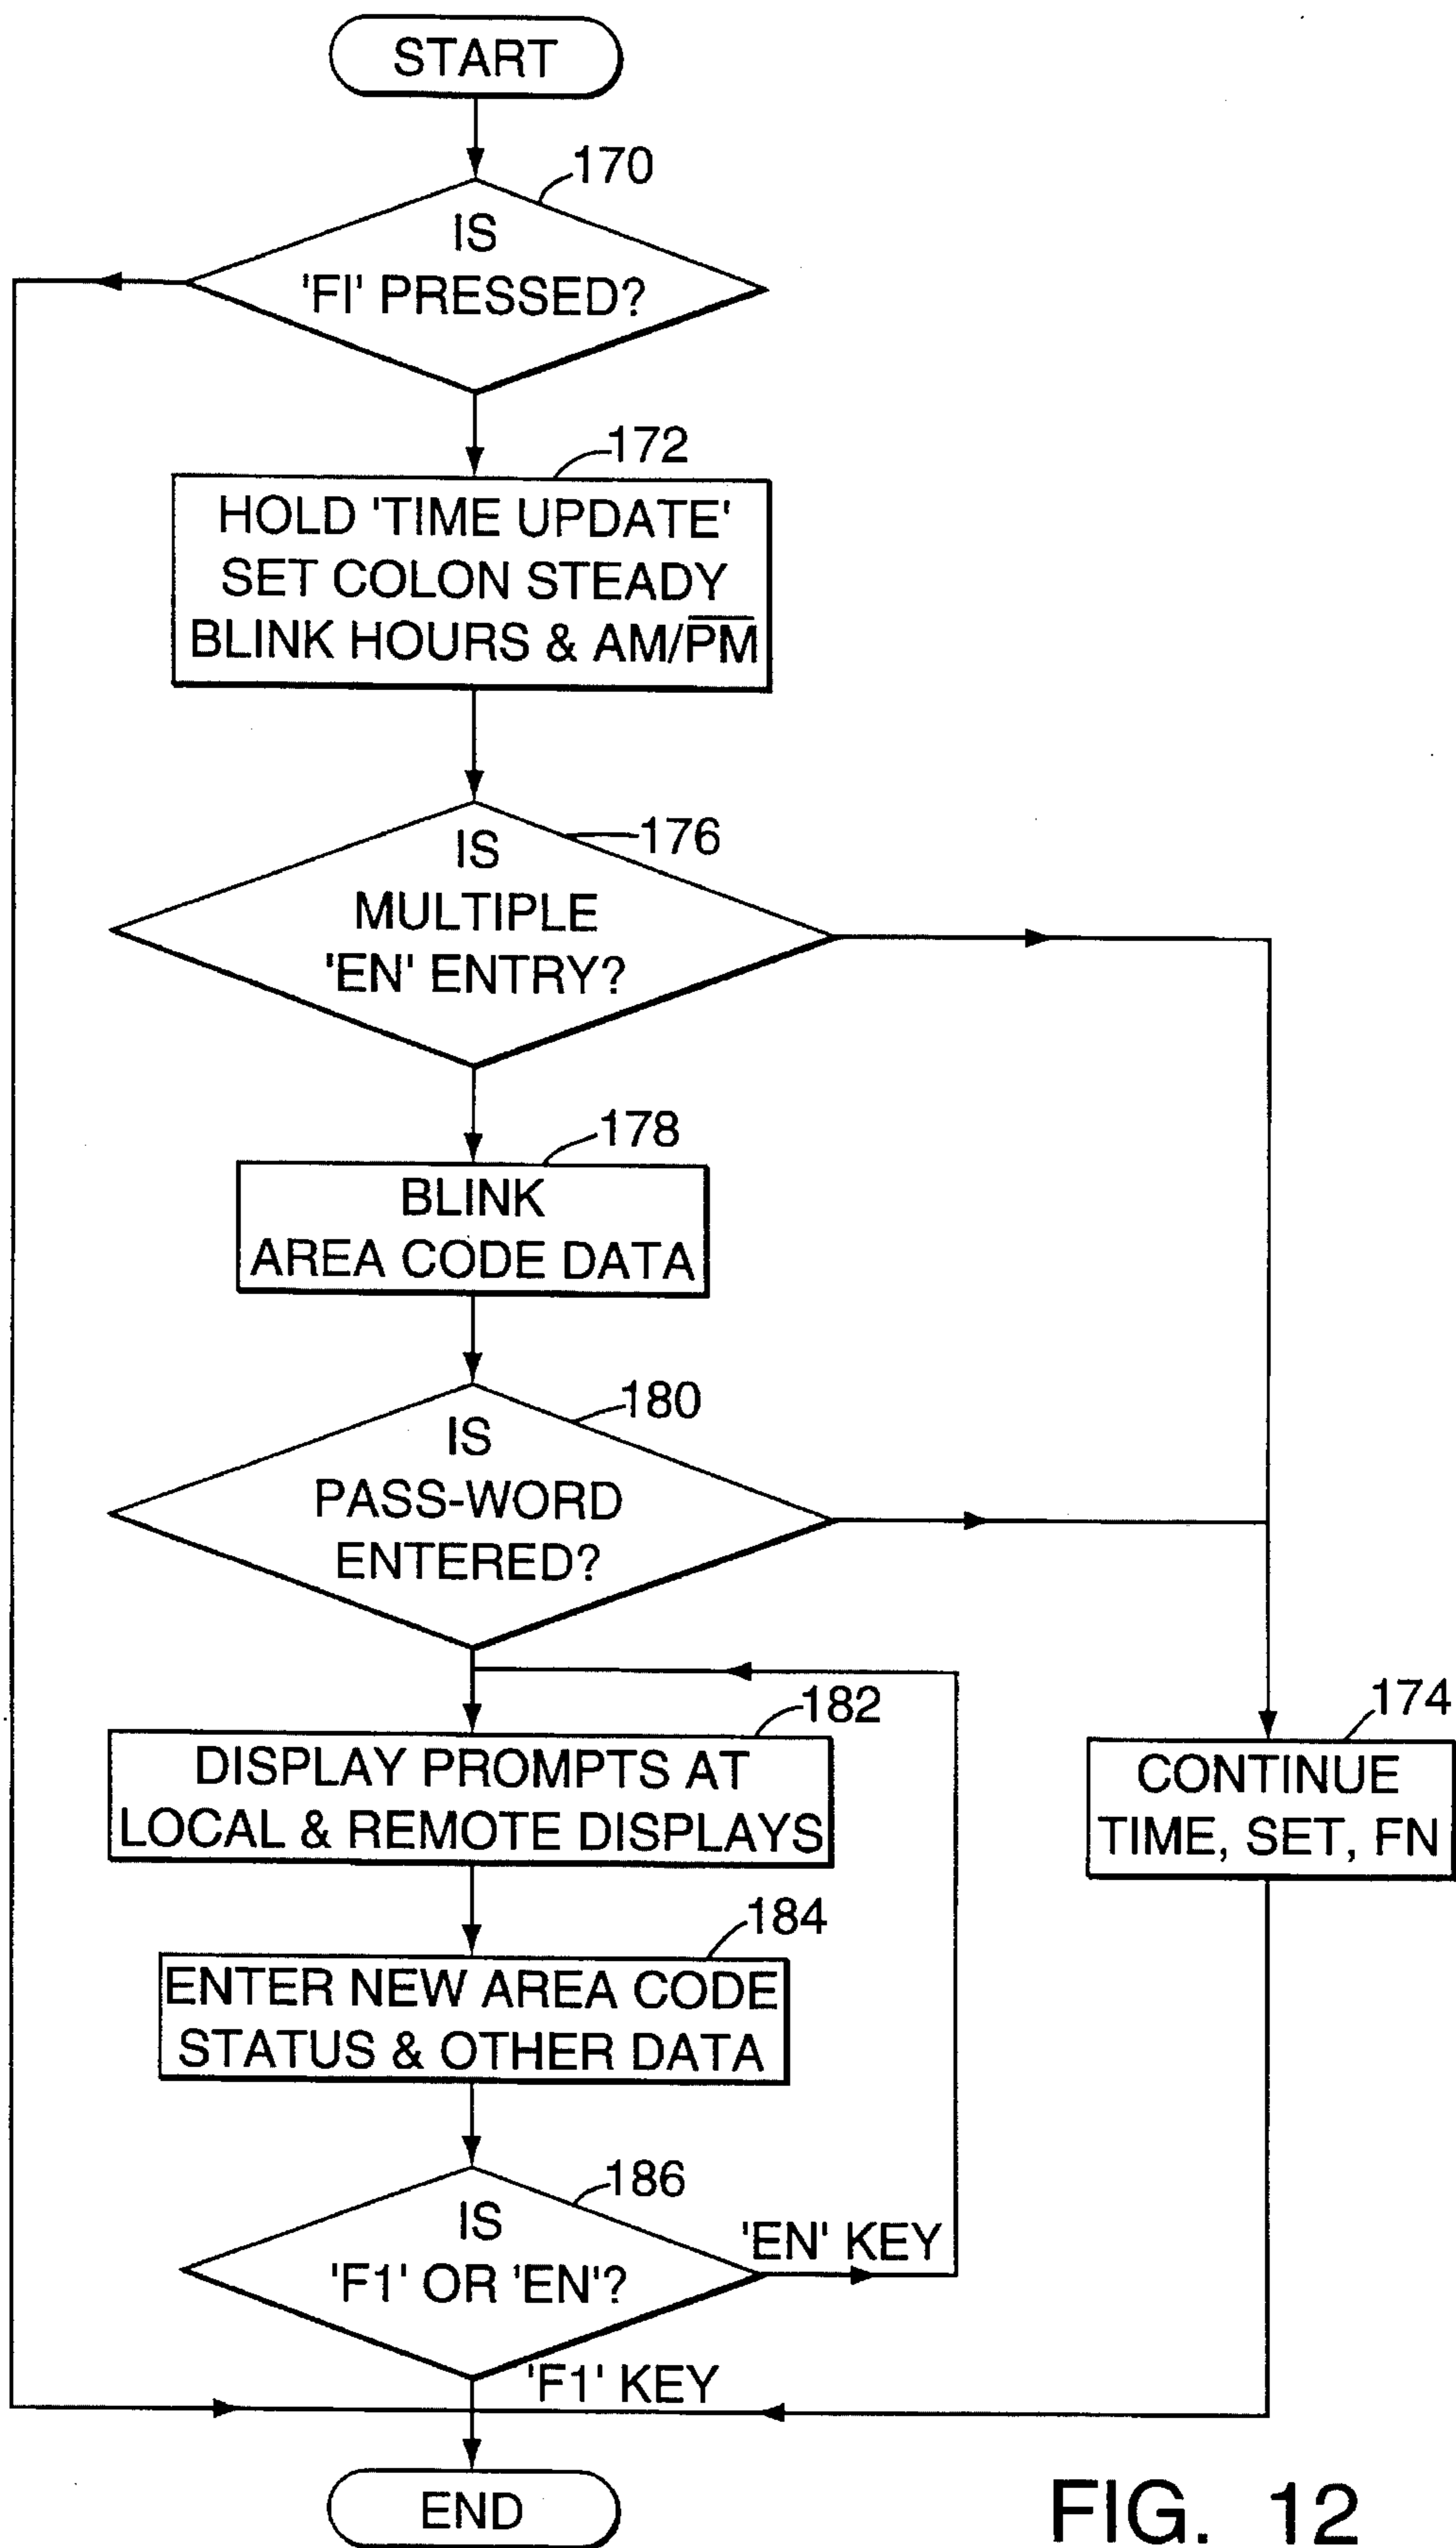 START
170
IS
'FI' PRESSED?
172
HOLD 'TIME UPDATE'
SET COLON STEADY
BLINK HOURS & AM/P̅M̅
176
IS
MULTIPLE
'EN' ENTRY?
178
BLINK
AREA CODE DATA
180
IS
PASS-WORD
ENTERED?
182
DISPLAY PROMPTS AT
LOCAL & REMOTE DISPLAYS
174
CONTINUE
TIME, SET, FN
184
ENTER NEW AREA CODE
STATUS & OTHER DATA
186
IS
'F1' OR 'EN'?
'EN' KEY
'F1' KEY
END
FIG. 12